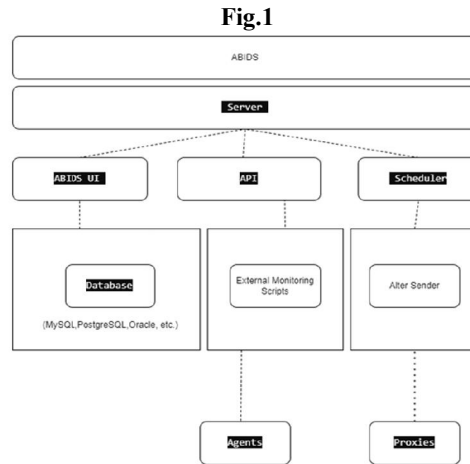 Fig.1
ABIDS
Server
ABIDS UI
API
Scheduler
Database
(MySQL,PostgreSQL,Oracle, etc.)
External Monitoring
Scripts
Alter Sender
Agents
Proxies